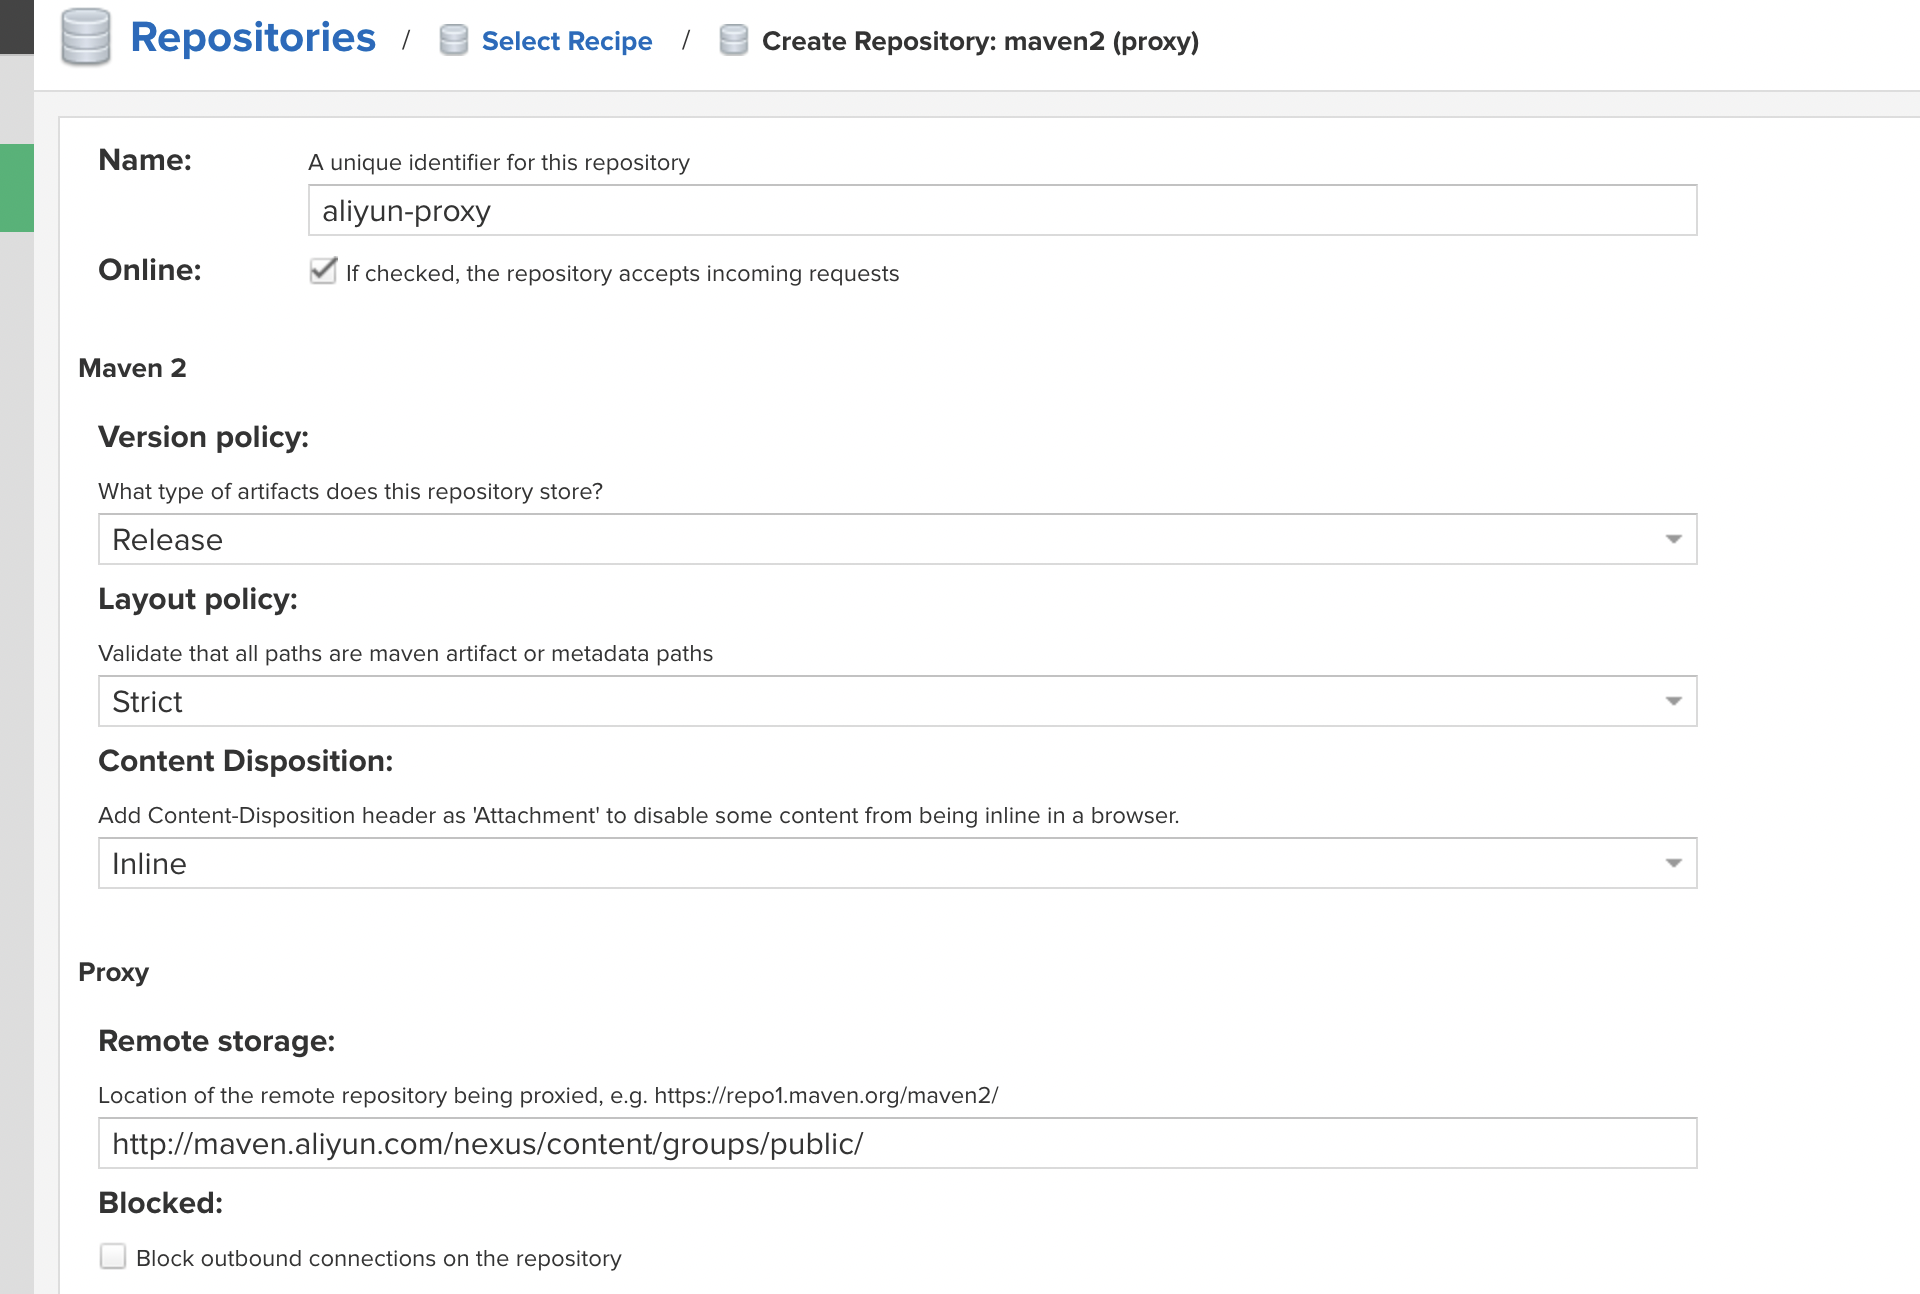 Repositories / Select Recipe / Create Repository: maven2 (proxy)
Name: A unique identifier for this repository
aliyun-proxy
Online: If checked, the repository accepts incoming requests
Maven 2
Version policy:
What type of artifacts does this repository store?
Release
Layout policy:
Validate that all paths are maven artifact or metadata paths
Strict
Content Disposition:
Add Content-Disposition header as 'Attachment' to disable some content from being inline in a browser.
Inline
Proxy
Remote storage:
Location of the remote repository being proxied, e.g. https://repo1.maven.org/maven2/
http://maven.aliyun.com/nexus/content/groups/public/
Blocked:
Block outbound connections on the repository